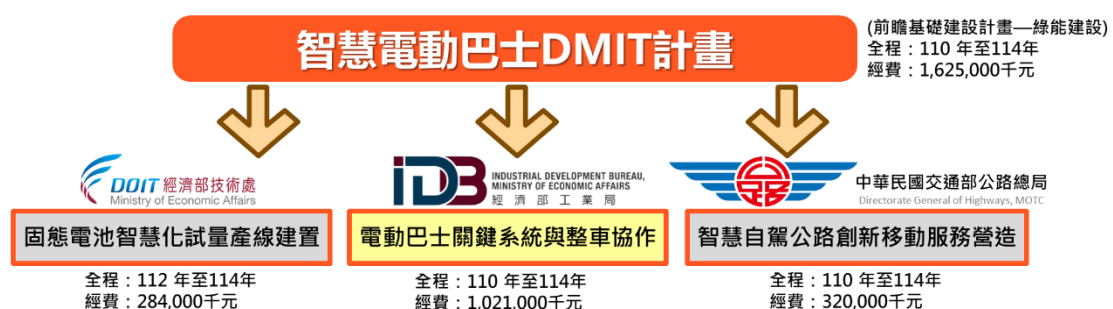 智慧電動巴士DMIT計畫
(前瞻基礎建設計畫—綠能建設)
全程：110 年至114年
經費：1,625,000千元
DOIT 經濟部技術處
Ministry of Economic Affairs
固態電池智慧化試量產線建置
全程：112 年至114年
經費：284,000千元
IDB
INDUSTRIAL DEVELOPMENT BUREAU,
MINISTRY OF ECONOMIC AFFAIRS
經濟部工業局
電動巴士關鍵系統與整車協作
全程：110 年至114年
經費：1,021,000千元
公路
中華民國交通部公路總局
Directorate General of Highways, MOTC
智慧自駕公路創新移動服務營造
全程：110 年至114年
經費：320,000千元